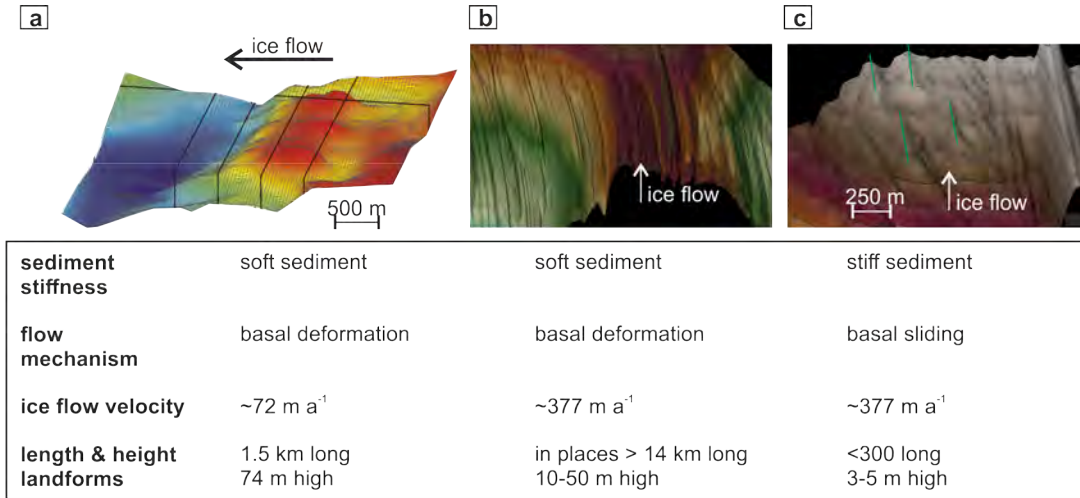 a
b
c
ice flow
500 m
ice flow
250 m
ice flow
sediment stiffness
soft sediment
soft sediment
stiff sediment
flow mechanism
basal deformation
basal deformation
basal sliding
ice flow velocity
~72 m a⁻¹
~377 m a⁻¹
~377 m a⁻¹
length & height
1.5 km long
in places > 14 km long
<300 long
landforms
74 m high
10-50 m high
3-5 m high